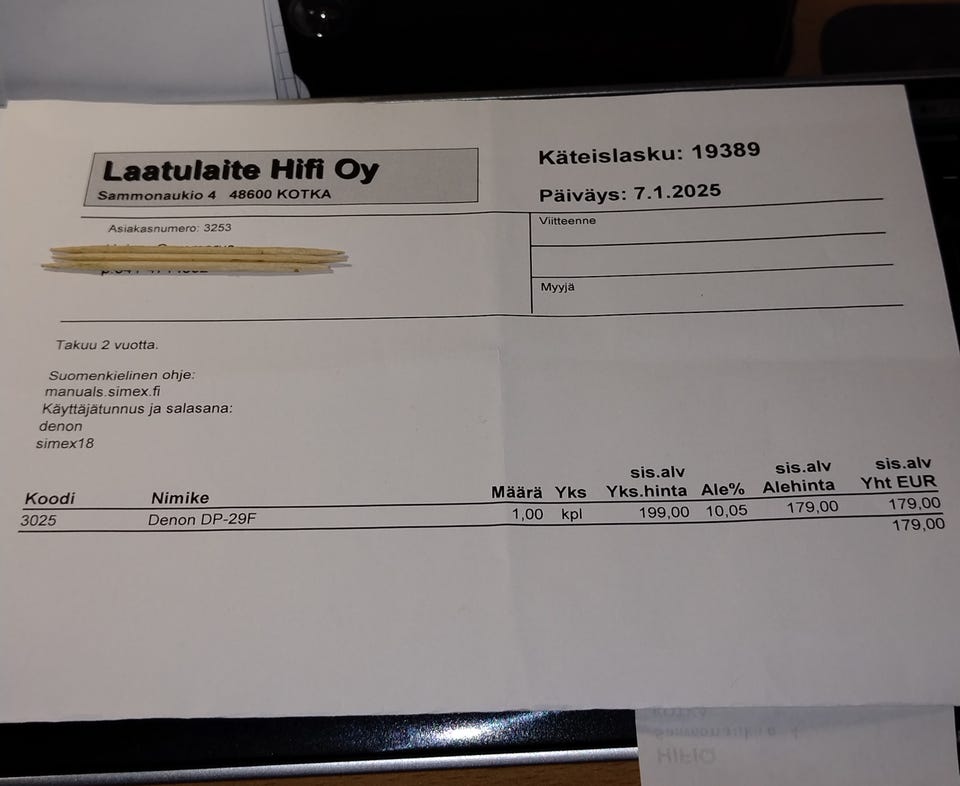 Laatulaite Hifi Oy
Sammonaukio 4 48600 KOTKA
Käteislasku: 19389
Päiväys: 7.1.2025
Asiakasnumero: 3253
Viitteenne
Myyjä
Takuu 2 vuotta.
Suomenkielinen ohje:
manuals.simex.fi
Käyttäjätunnus ja salasana:
denon
simex18
sis.alv sis.alv sis.alv
Koodi Nimike Määrä Yks Yks.hinta Ale% Alehinta Yht EUR
3025 Denon DP-29F 1,00 kpl 199,00 10,05 179,00 179,00
179,00